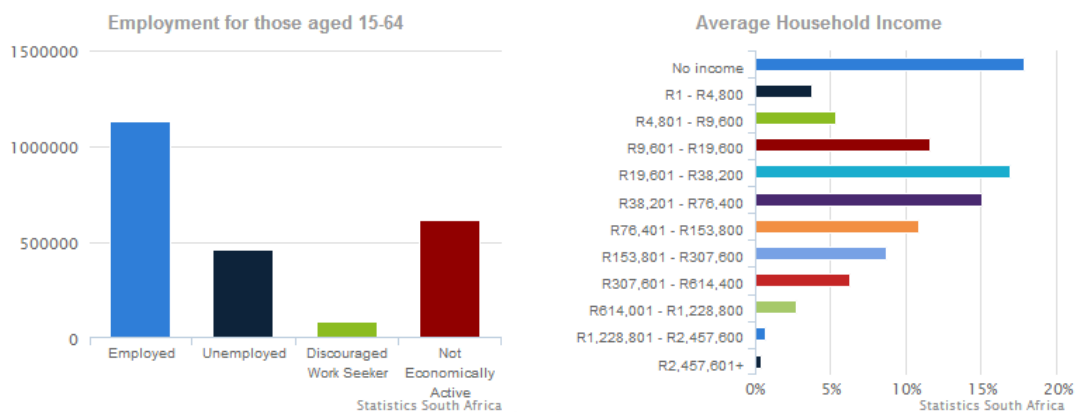 Employment for those aged 15-64
1500000
1000000
500000
0
Employed
Unemployed
Discouraged
Work Seeker
Not
Economically
Active
Statistics South Africa
Average Household Income
No income
R1 - R4,800
R4,801 - R9,600
R9,601 - R19,600
R19,601 - R38,200
R38,201 - R76,400
R76,401 - R153,800
R153,801 - R307,600
R307,601 - R614,400
R614,001 - R1,228,800
R1,228,801 - R2,457,600
R2,457,601+
0% 5% 10% 15% 20%
Statistics South Africa